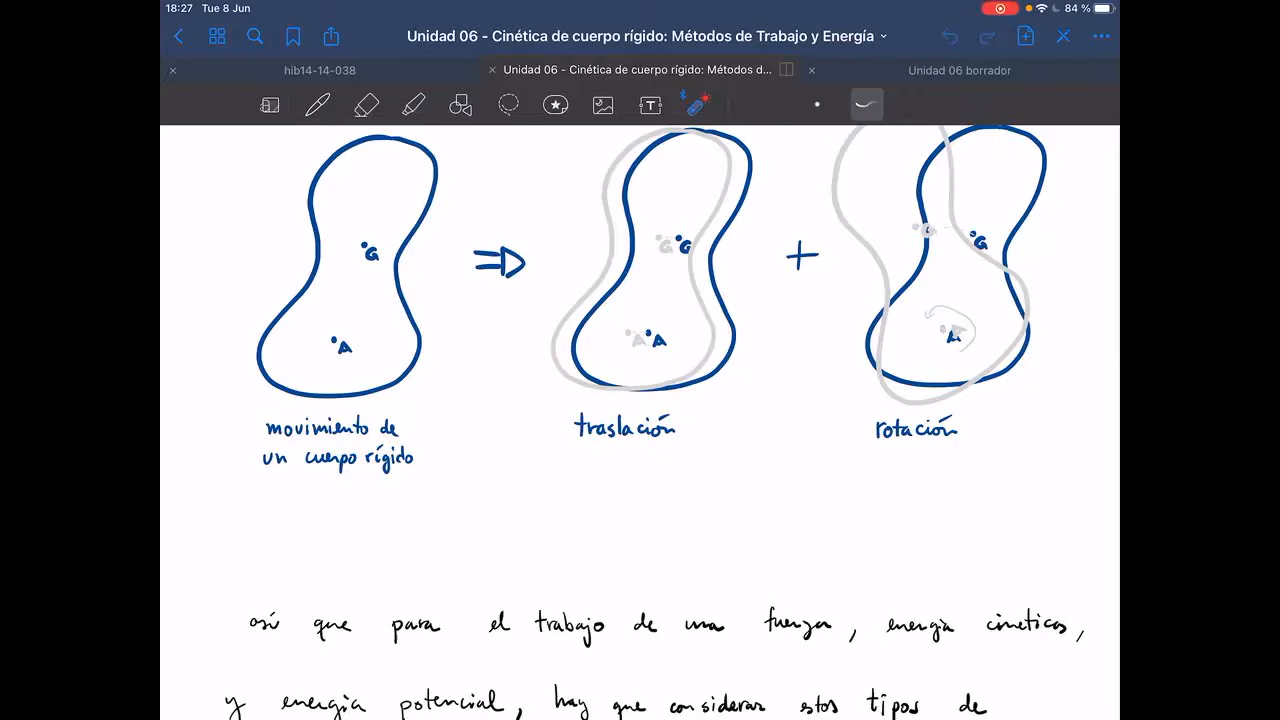 18:27 Tue 8 Jun 84 %
Unidad 06 - Cinética de cuerpo rígido: Métodos de Trabajo y Energía
hib14-14-038
Unidad 06 - Cinética de cuerpo rígido: Métodos d...
Unidad 06 borrador
T
G
A
G G
A A
+
G G
A A
movimiento de
un cuerpo rígido
traslación
rotación
así que para el trabajo de una fuerza, energía cinética,
y energía potencial, hay que considerar estos tipos de